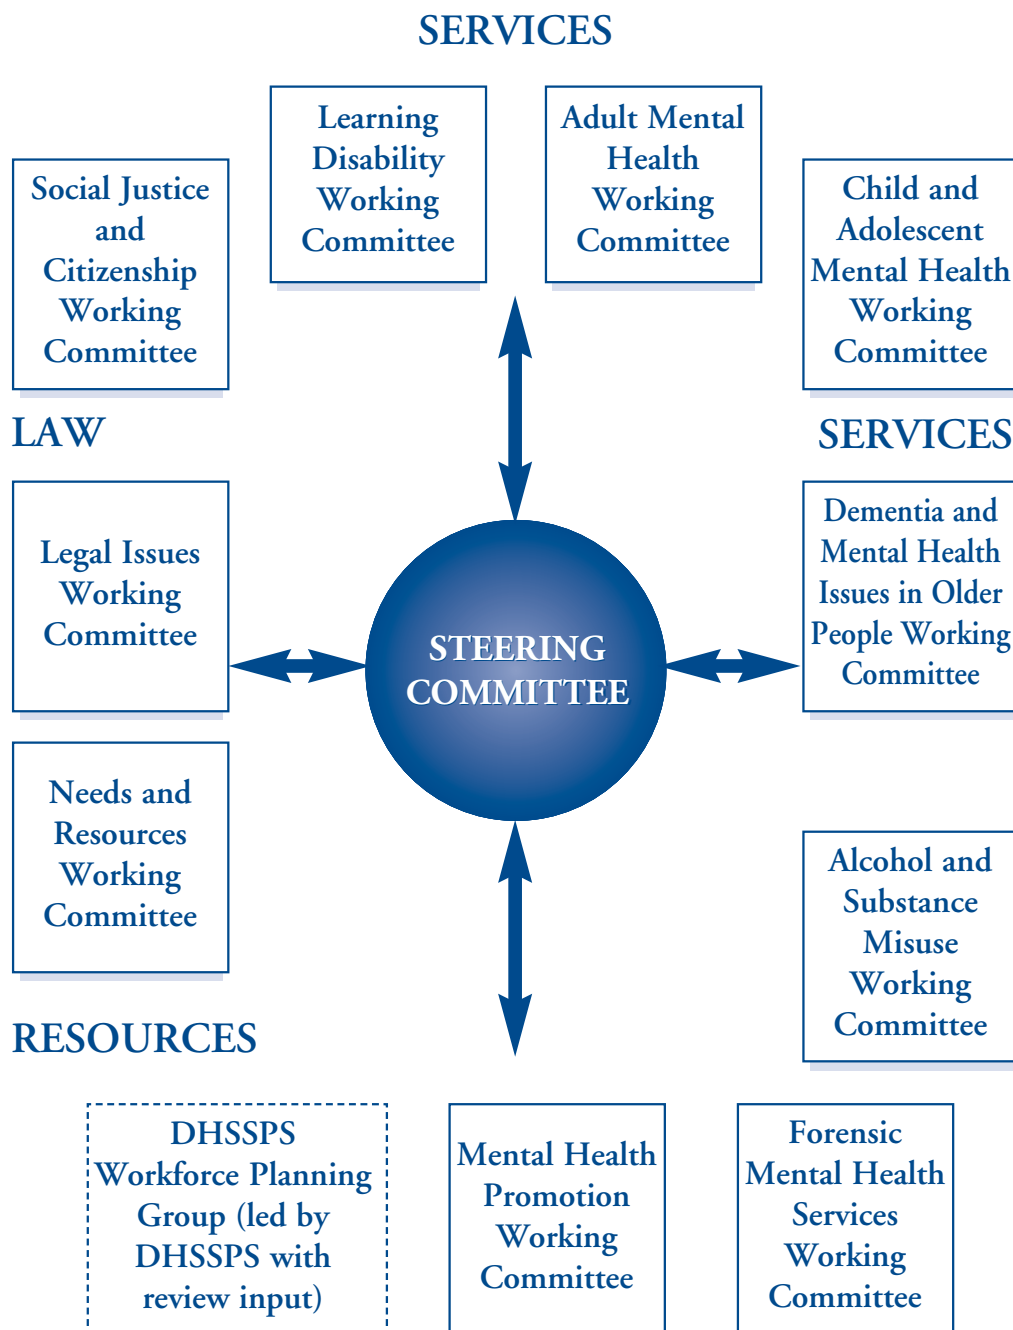 SERVICES
Learning
Disability
Working
Committee
Adult Mental
Health
Working
Committee
Social Justice
and
Citizenship
Working
Committee
Child and
Adolescent
Mental Health
Working
Committee
LAW
SERVICES
Legal Issues
Working
Committee
Dementia and
Mental Health
Issues in Older
People Working
Committee
STEERING
COMMITTEE
Needs and
Resources
Working
Committee
Alcohol and
Substance
Misuse
Working
Committee
RESOURCES
DHSSPS
Workforce Planning
Group (led by
DHSSPS with
review input)
Mental Health
Promotion
Working
Committee
Forensic
Mental Health
Services
Working
Committee